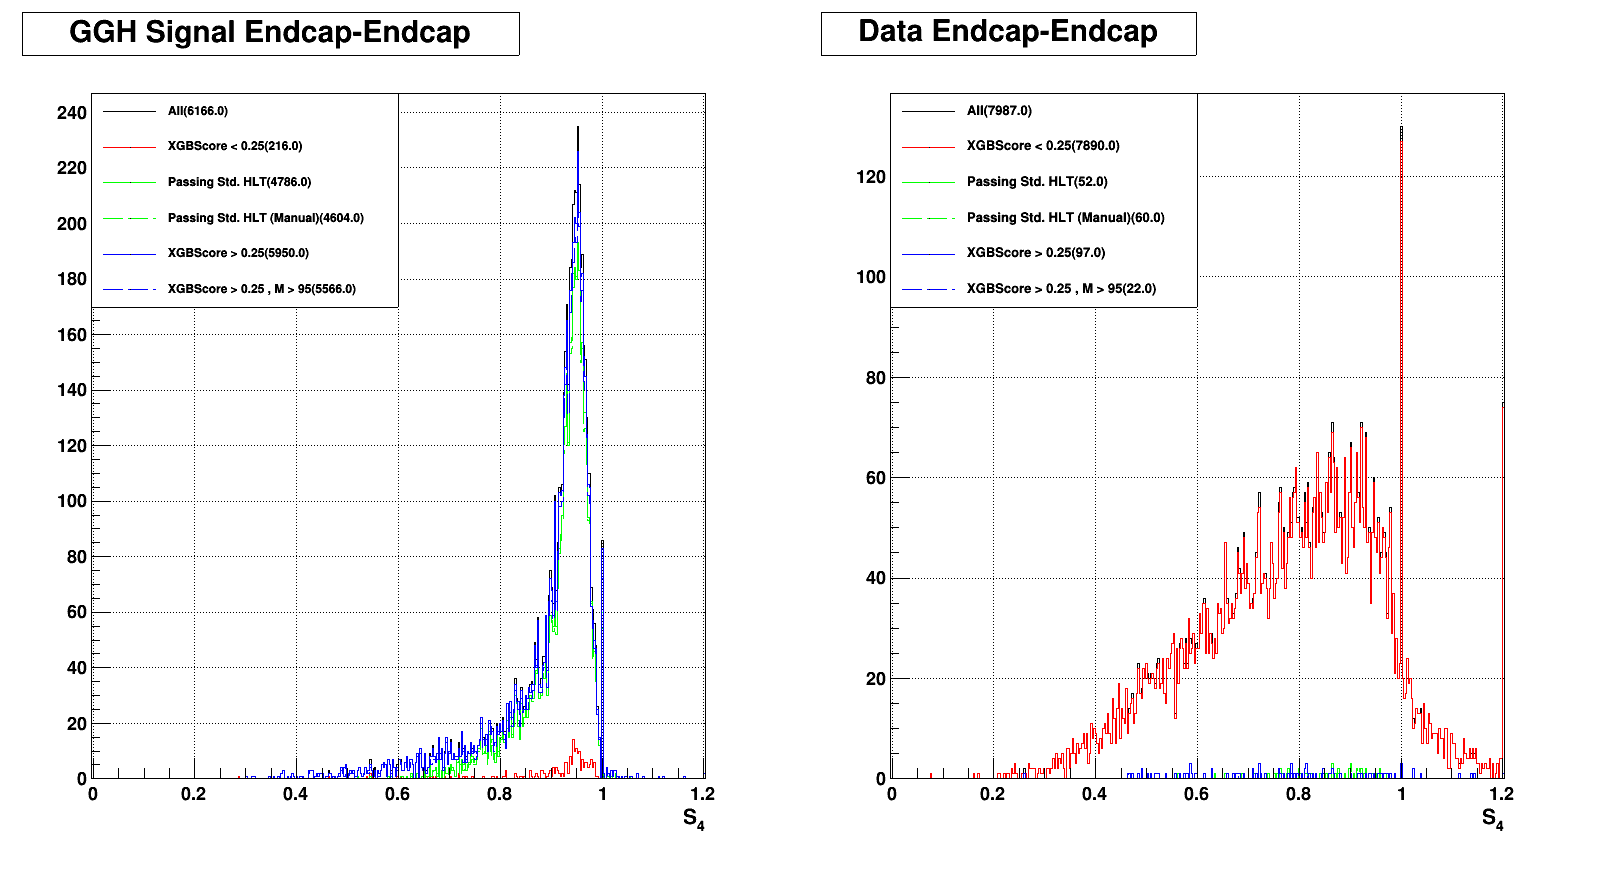 GGH Signal Endcap-Endcap
All(6166.0)
XGBScore < 0.25(216.0)
Passing Std. HLT(4786.0)
Passing Std. HLT (Manual)(4604.0)
XGBScore > 0.25(5950.0)
XGBScore > 0.25 , M > 95(5566.0)
240
220
200
180
160
140
120
100
80
60
40
20
0
0 0.2 0.4 0.6 0.8 1 1.2
S4
Data Endcap-Endcap
All(7987.0)
XGBScore < 0.25(7890.0)
Passing Std. HLT(52.0)
Passing Std. HLT (Manual)(60.0)
XGBScore > 0.25(97.0)
XGBScore > 0.25 , M > 95(22.0)
120
100
80
60
40
20
0
0 0.2 0.4 0.6 0.8 1 1.2
S4